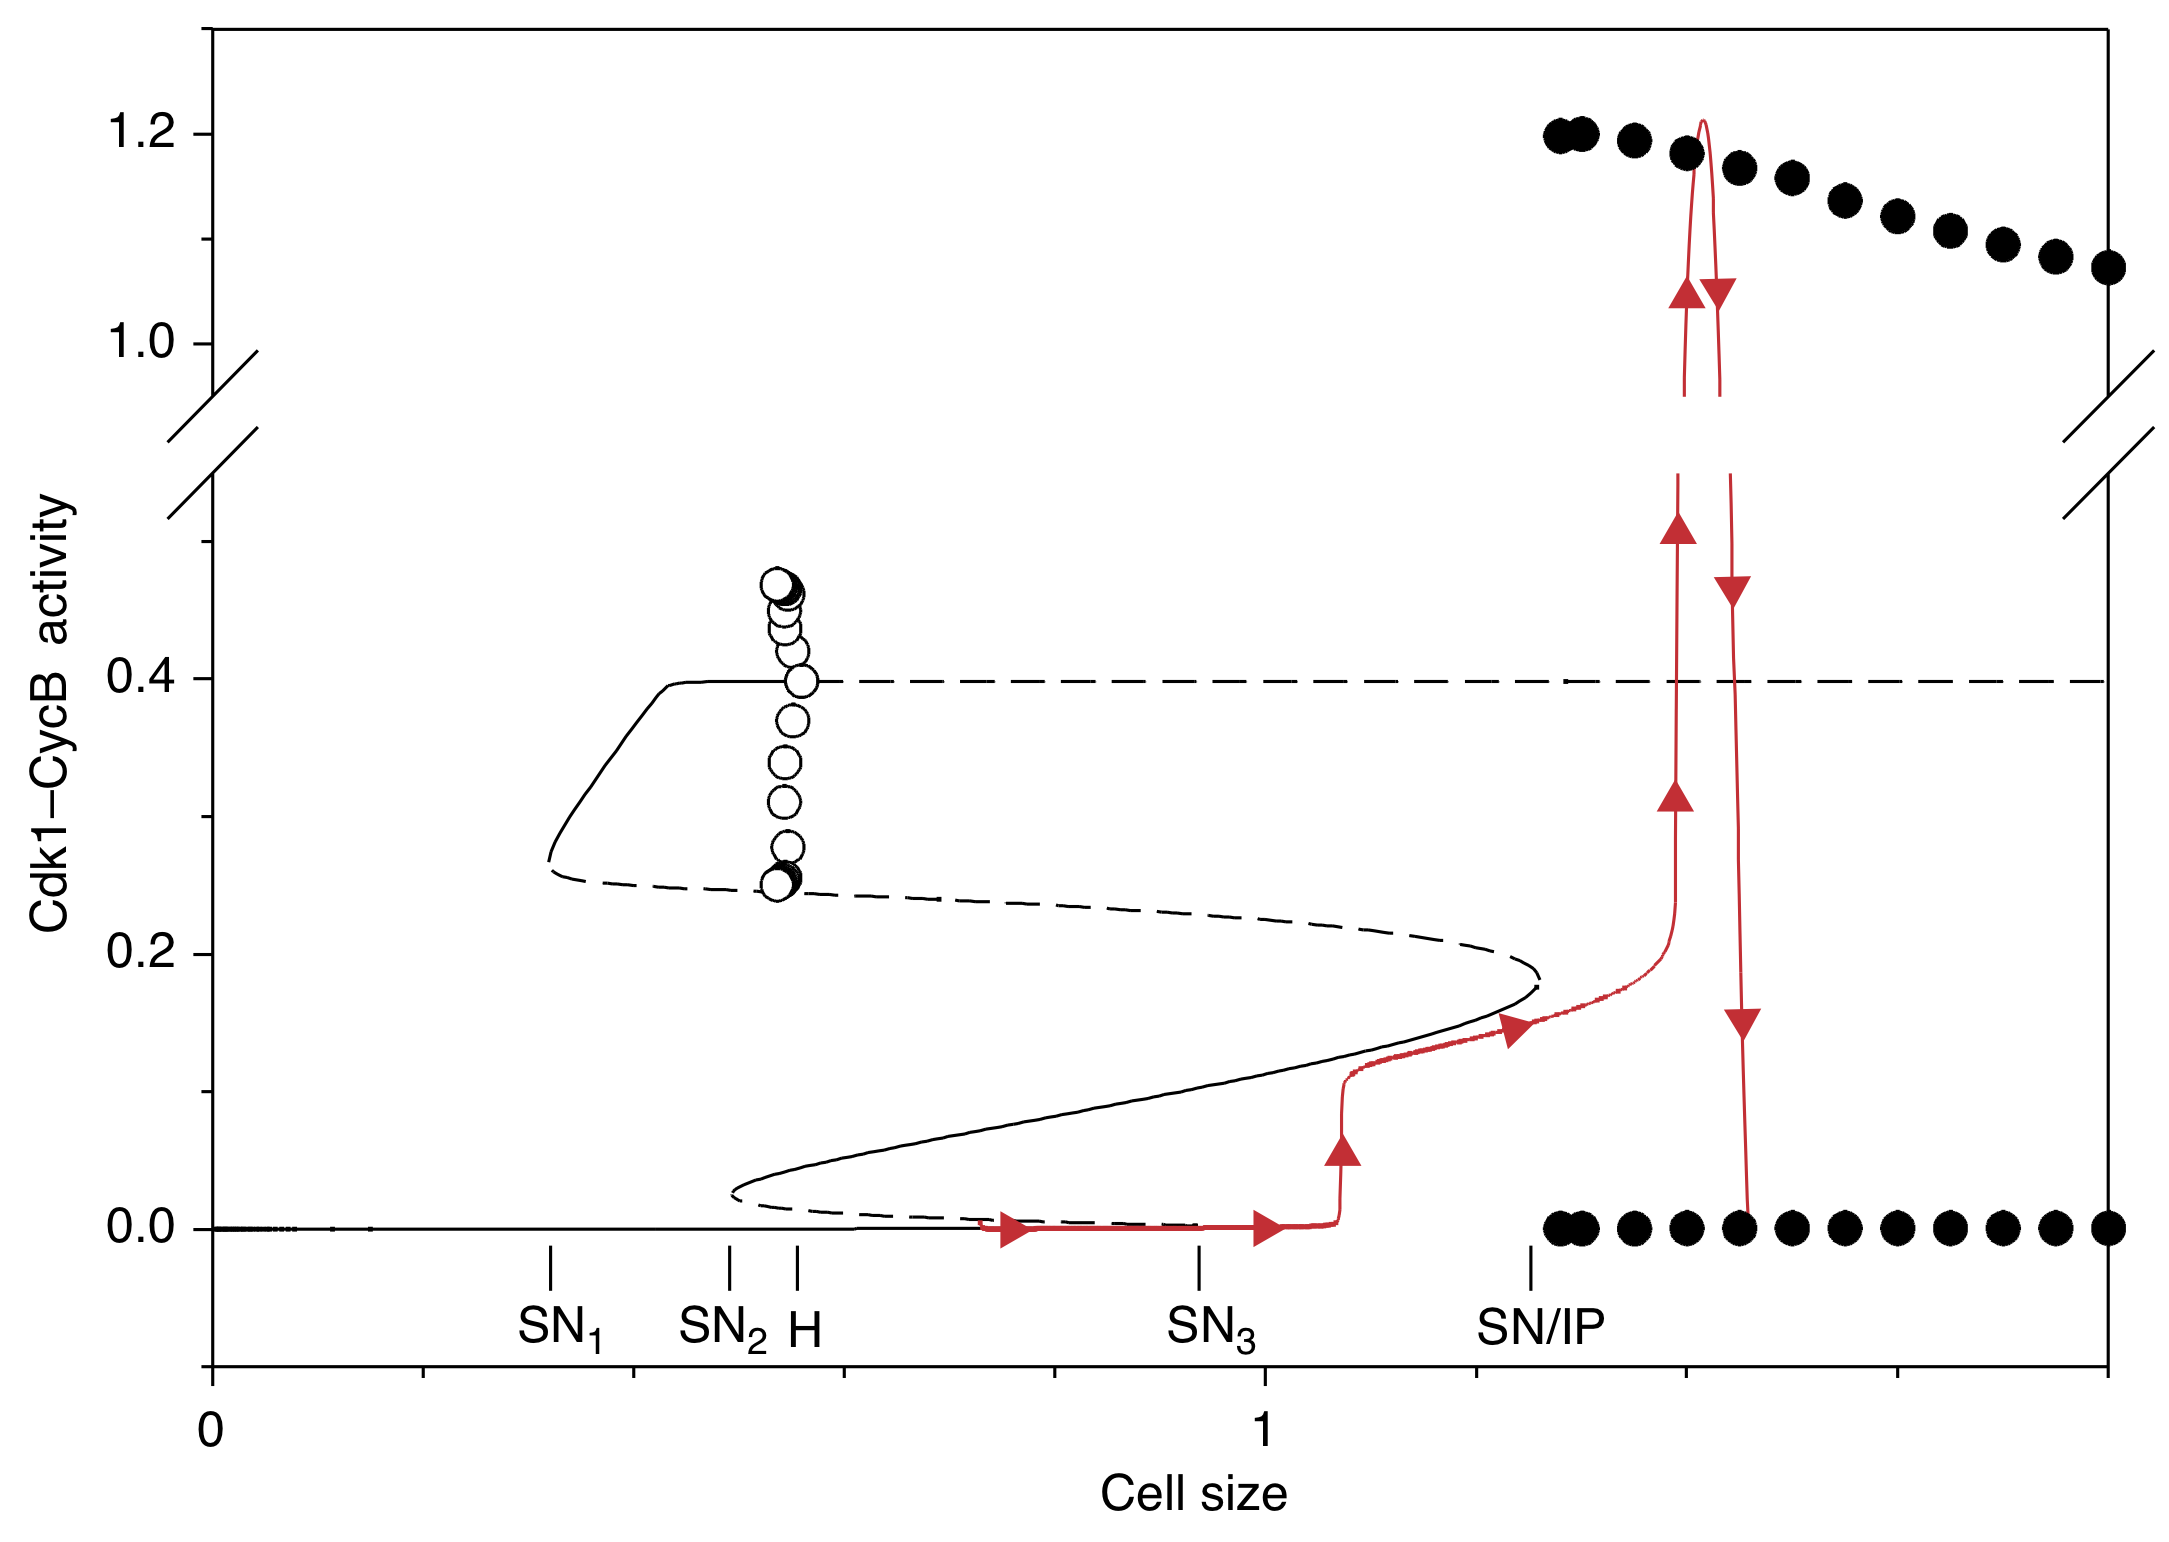 1.2
1.0
0.4
0.2
0.0
Cdk1–CycB activity
SN1
SN2
H
SN3
SN/IP
0
1
Cell size